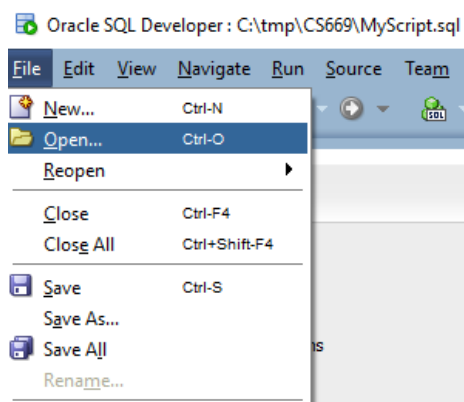 Oracle SQL Developer : C:\tmp\CS669\MyScript.sql
File Edit View Navigate Run Source Team
New... Ctrl-N
SQL
Open... Ctrl-O
Reopen
Close Ctrl-F4
Close All Ctrl+Shift-F4
Save Ctrl-S
Save As...
Save All
ns
Rename...